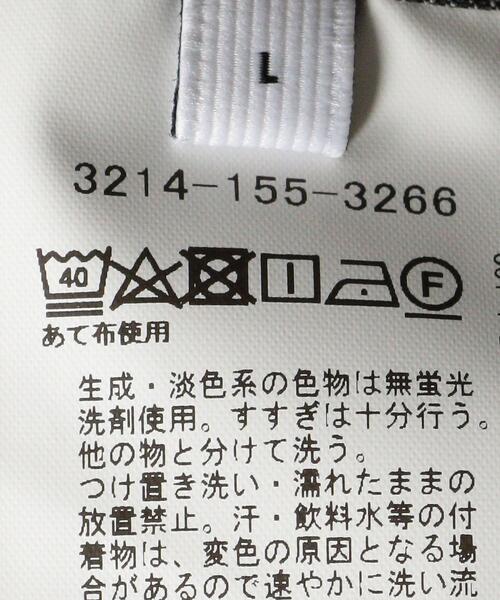 L
3214-155-3266
40 F
あて布使用
生成・淡色系の色物は無蛍光
洗剤使用。すすぎは十分行う。
他の物と分けて洗う。
つけ置き洗い・濡れたままの
放置禁止。汗・飲料水等の付
着物は、変色の原因となる場
合があるので速やかに洗い流